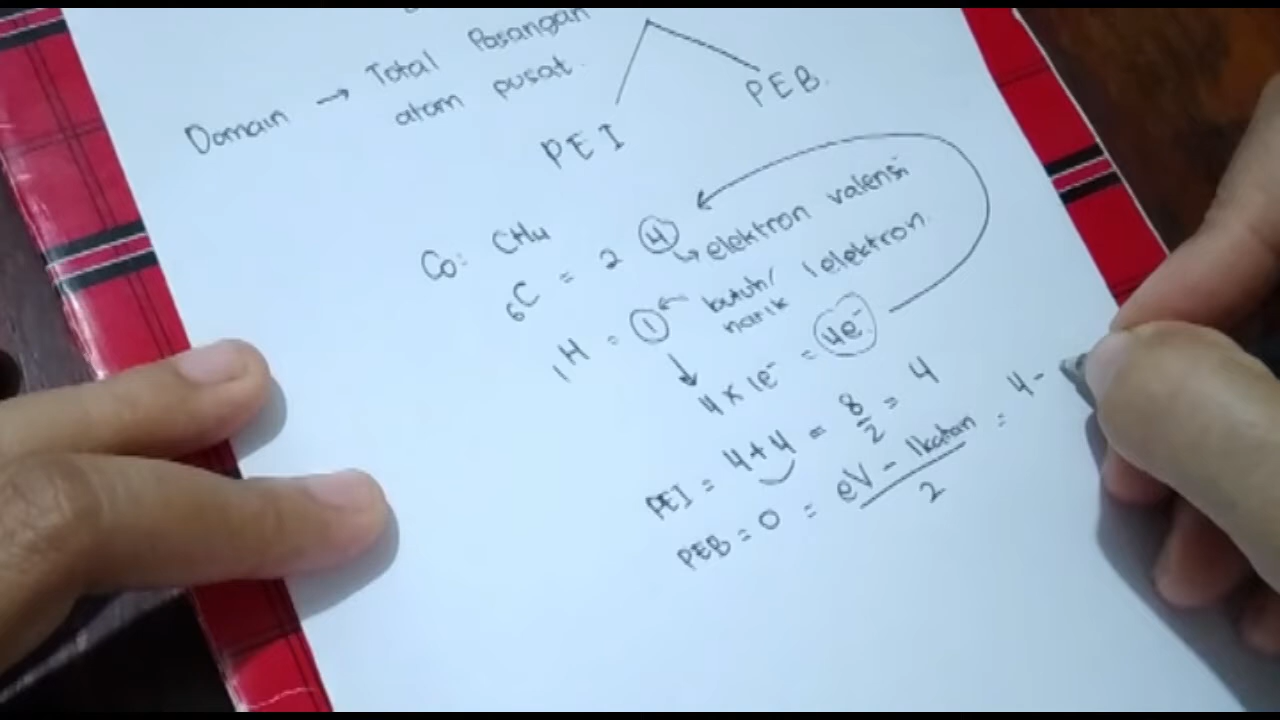 Domain → Total Pasangan
atom pusat.
PEI
PEB.
Co: CH4
6C = 2 4 ↳ elektron valensi
1H = 1 ← butuh/ 1 elektron.
narik
↓ 4 x 1e⁻ = 4e⁻
PEI = 4+4 = 8/2 = 4
PEB = 0 = eV - Ikatan / 2 = 4 -